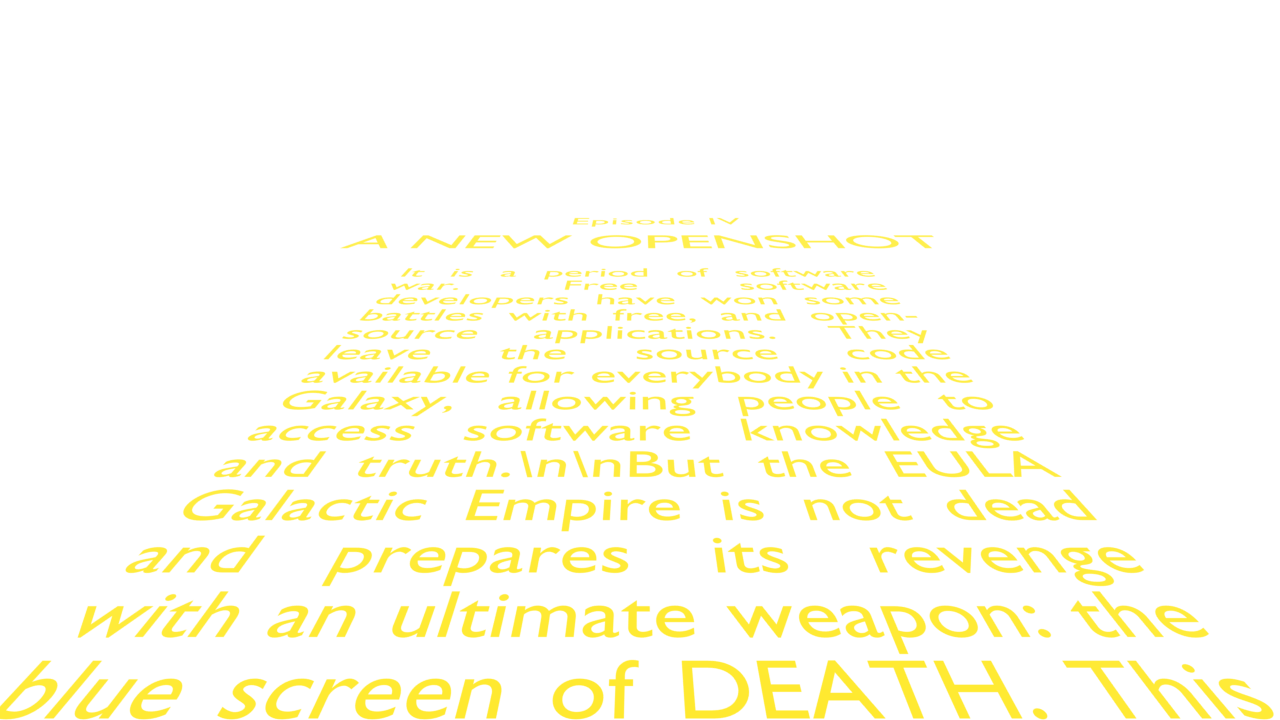 Episode IV
A NEW OPENSHOT
It is a period of software
war. Free software
developers have won some
battles with free, and open-
source applications. They
leave the source code
available for everybody in the
Galaxy, allowing people to
access software knowledge
and truth.\n\nBut the EULA
Galactic Empire is not dead
and prepares its revenge
with an ultimate weapon: the
blue screen of DEATH. This